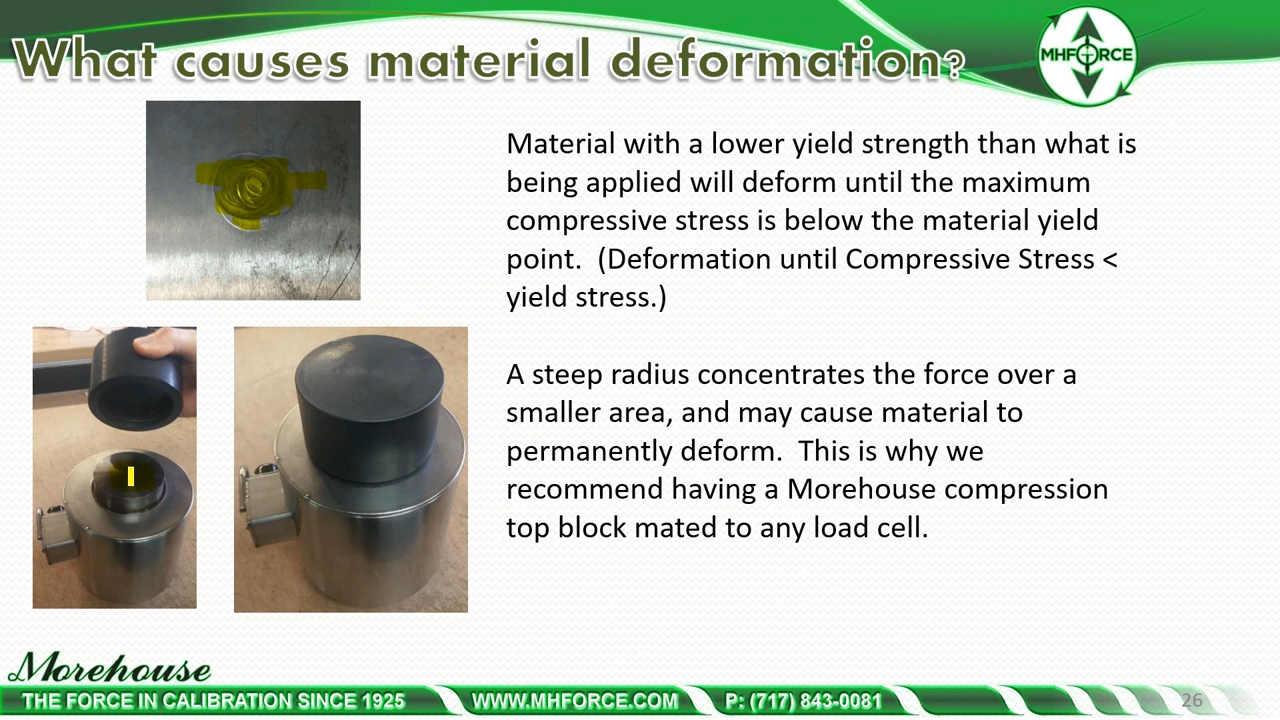 What causes material deformation?
MHFORCE
Material with a lower yield strength than what is
being applied will deform until the maximum
compressive stress is below the material yield
point.  (Deformation until Compressive Stress <
yield stress.)
A steep radius concentrates the force over a
smaller area, and may cause material to
permanently deform.  This is why we
recommend having a Morehouse compression
top block mated to any load cell.
Morehouse
THE FORCE IN CALIBRATION SINCE 1925
WWW.MHFORCE.COM
P: (717) 843-0081
26